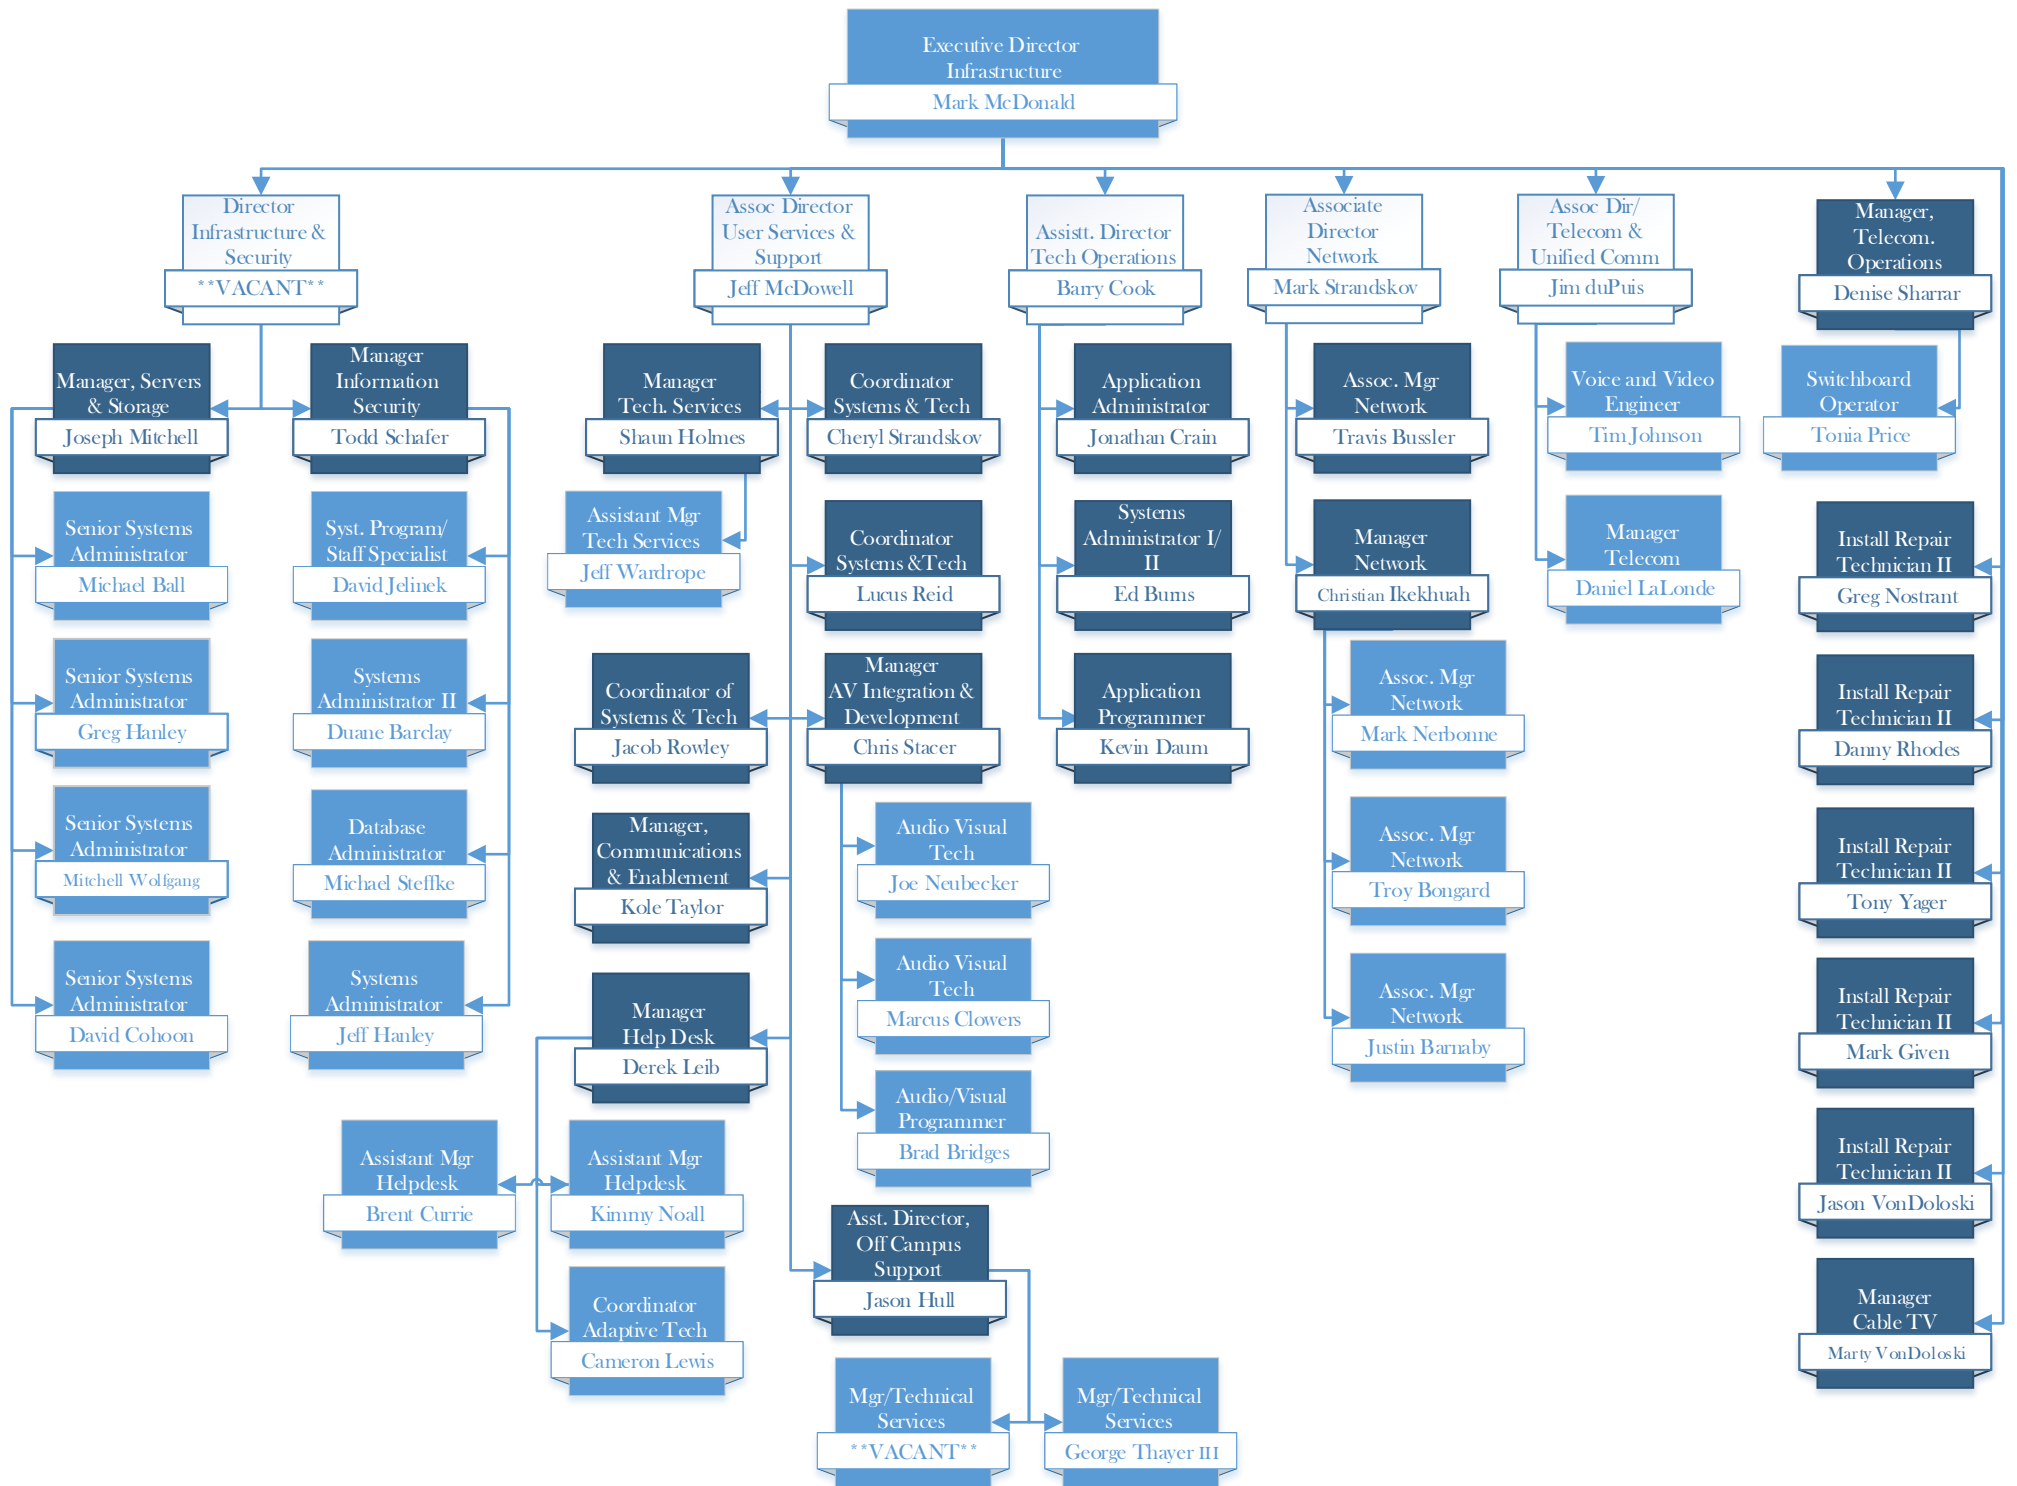 Executive Director
Infrastructure
Mark McDonald
Director
Infrastructure &
Security
**VACANT**
Assoc Director
User Services &
Support
Jeff McDowell
Assistt. Director
Tech Operations
Barry Cook
Associate
Director
Network
Mark Strandskov
Assoc Dir/
Telecom &
Unified Comm
Jim duPuis
Manager,
Telecom.
Operations
Denise Sharrar
Manager, Servers
& Storage
Joseph Mitchell
Manager
Information
Security
Todd Schafer
Manager
Tech. Services
Shaun Holmes
Coordinator
Systems & Tech
Cheryl Strandskov
Application
Administrator
Jonathan Crain
Assoc. Mgr
Network
Travis Bussler
Voice and Video
Engineer
Tim Johnson
Switchboard
Operator
Tonia Price
Senior Systems
Administrator
Michael Ball
Syst. Program/
Staff Specialist
David Jelinek
Assistant Mgr
Tech Services
Jeff Wardrope
Coordinator
Systems &Tech
Lucus Reid
Systems
Administrator I/
II
Ed Burns
Manager
Network
Christian Ikekhuah
Manager
Telecom
Daniel LaLonde
Install Repair
Technician II
Greg Nostrant
Senior Systems
Administrator
Greg Hanley
Systems
Administrator II
Duane Barclay
Coordinator of
Systems & Tech
Jacob Rowley
Manager
AV Integration &
Development
Chris Stacer
Application
Programmer
Kevin Daum
Assoc. Mgr
Network
Mark Nerbonne
Install Repair
Technician II
Danny Rhodes
Senior Systems
Administrator
Mitchell Wolfgang
Database
Administrator
Michael Steffke
Manager,
Communications
& Enablement
Kole Taylor
Audio Visual
Tech
Joe Neubecker
Assoc. Mgr
Network
Troy Bongard
Install Repair
Technician II
Tony Yager
Senior Systems
Administrator
David Cohoon
Systems
Administrator
Jeff Hanley
Manager
Help Desk
Derek Leib
Audio Visual
Tech
Marcus Clowers
Assoc. Mgr
Network
Justin Barnaby
Install Repair
Technician II
Mark Given
Assistant Mgr
Helpdesk
Brent Currie
Assistant Mgr
Helpdesk
Kimmy Noall
Audio/Visual
Programmer
Brad Bridges
Install Repair
Technician II
Jason VonDoloski
Coordinator
Adaptive Tech
Cameron Lewis
Asst. Director,
Off Campus
Support
Jason Hull
Manager
Cable TV
Marty VonDoloski
Mgr/Technical
Services
**VACANT**
Mgr/Technical
Services
George Thayer III